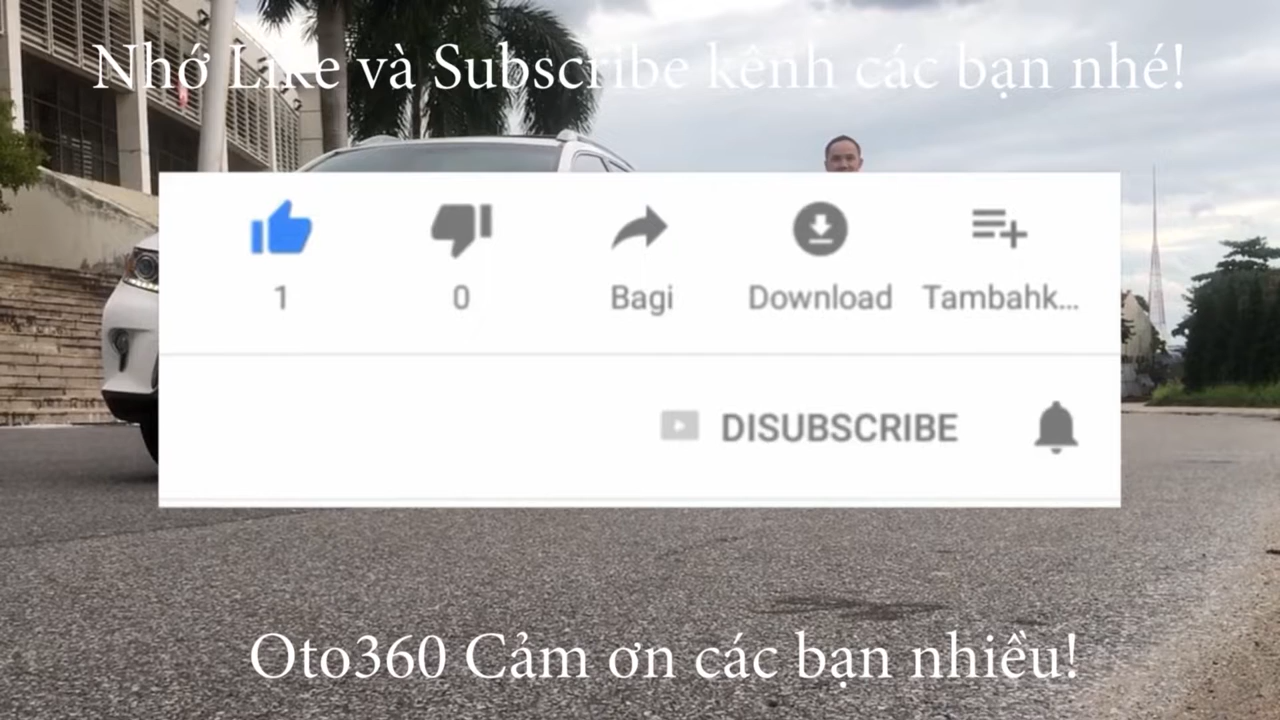 Nhớ Like và Subscribe kênh các bạn nhé!
1 0 Bagi Download Tambahk...
DISUBSCRIBE
Oto360 Cảm ơn các bạn nhiều!